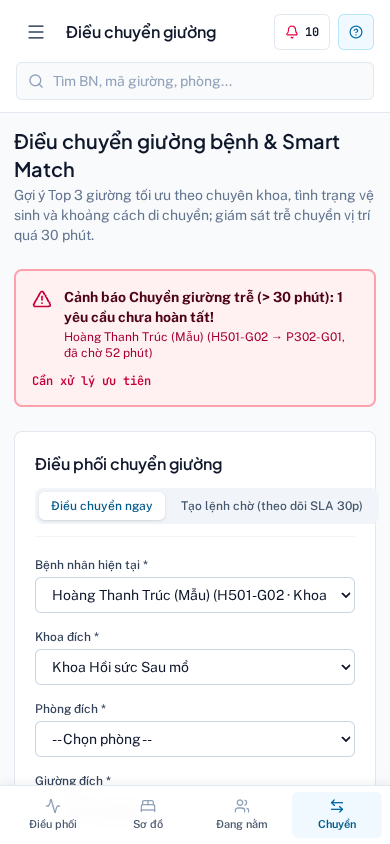 Điều chuyển giường
10
Tìm BN, mã giường, phòng...
Điều chuyển giường bệnh & Smart
Match
Gợi ý Top 3 giường tối ưu theo chuyên khoa, tình trạng vệ
sinh và khoảng cách di chuyển; giám sát trễ chuyển vị trí
quá 30 phút.
Cảnh báo Chuyển giường trễ (> 30 phút): 1
yêu cầu chưa hoàn tất!
Hoàng Thanh Trúc (Mẫu) (H501-G02 → P302-G01,
đã chờ 52 phút)
Cần xử lý ưu tiên
Điều phối chuyển giường
Điều chuyển ngay
Tạo lệnh chờ (theo dõi SLA 30p)
Bệnh nhân hiện tại *
Hoàng Thanh Trúc (Mẫu) (H501-G02 · Khoa
Khoa đích *
Khoa Hồi sức Sau mổ
Phòng đích *
-- Chọn phòng --
Giường đích *
Điều phối
Sơ đồ
Đang nằm
Chuyển